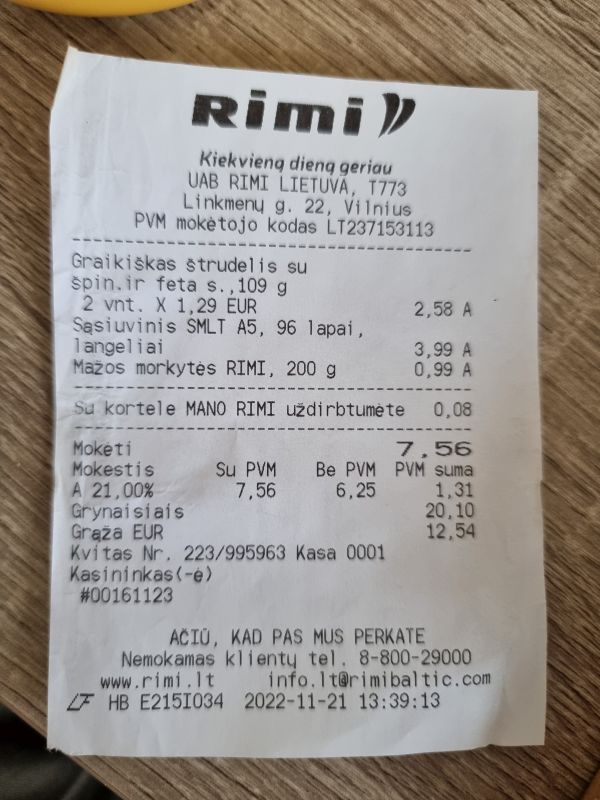 Rimi
Kiekvieną dieną geriau
UAB RIMI LIETUVA, T773
Linkmenų g. 22, Vilnius
PVM mokėtojo kodas LT237153113
Graikiškas štrudelis su
špin.ir feta s.,109 g
2 vnt. X 1,29 EUR 2,58 A
Sąsiuvinis SMLT A5, 96 lapai,
langeliai 3,99 A
Mažos morkytės RIMI, 200 g 0,99 A
Su kortele MANO RIMI uždirbtumėte 0,08
Mokėti 7,56
Mokestis Su PVM Be PVM PVM suma
A 21,00% 7,56 6,25 1,31
Grynaisiais 20,10
Grąža EUR 12,54
Kvitas Nr. 223/995963 Kasa 0001
Kasininkas(-ė)
#00161123
AČIŪ, KAD PAS MUS PERKATE
Nemokamas klientų tel. 8-800-29000
www.rimi.lt info.lt@rimibaltic.com
LF HB E215I034 2022-11-21 13:39:13